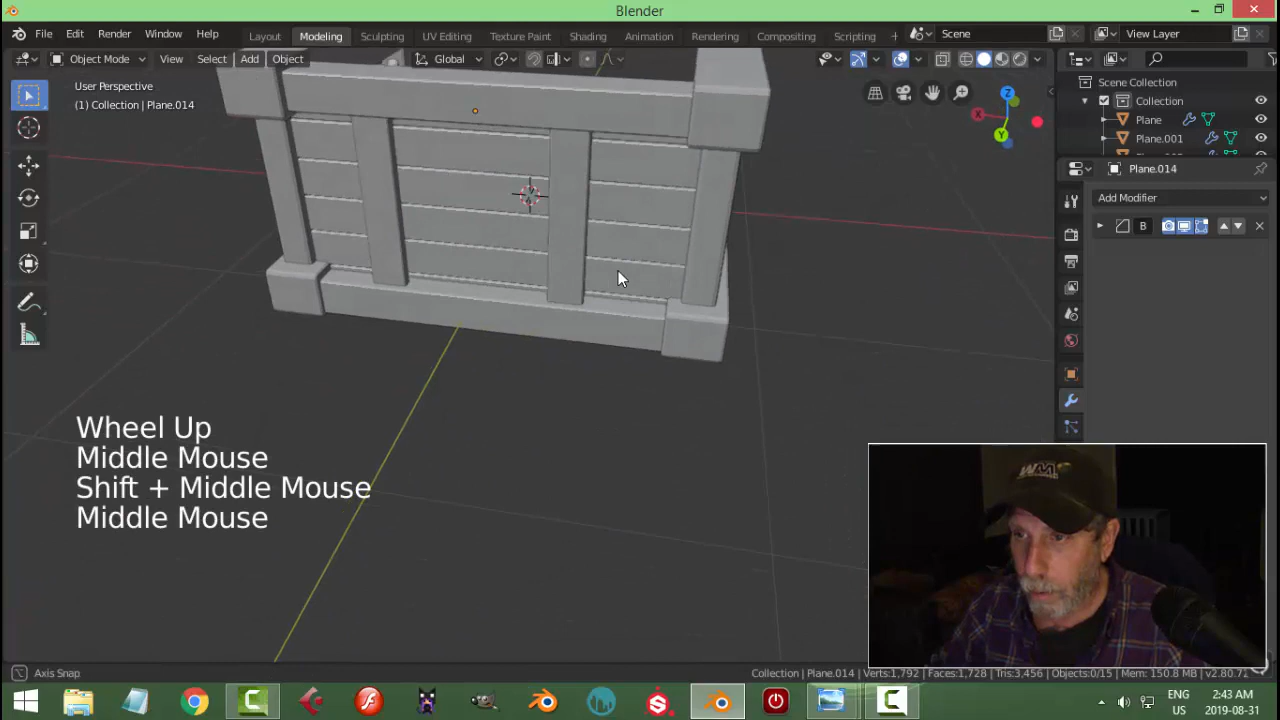 Blender
File Edit Render Window Help
Layout Modeling Sculpting UV Editing Texture Paint Shading Animation Rendering Compositing Scripting +
Scene
View Layer
Object Mode View Select Add Object
Global
User Perspective
(1) Collection | Plane.014
Z
X
Y
Scene Collection
Collection
Plane
Plane.001
Plane.014
Add Modifier
B
Wheel Up
Middle Mouse
Shift + Middle Mouse
Middle Mouse
WM
Axis Snap
Collection | Plane.014 | Verts:1,792 | Faces:1,728 | Tris:3,456 | Objects:0/15 | Mem: 150.8 MB | v2.80.71
ENG
US
2:43 AM
2019-08-31